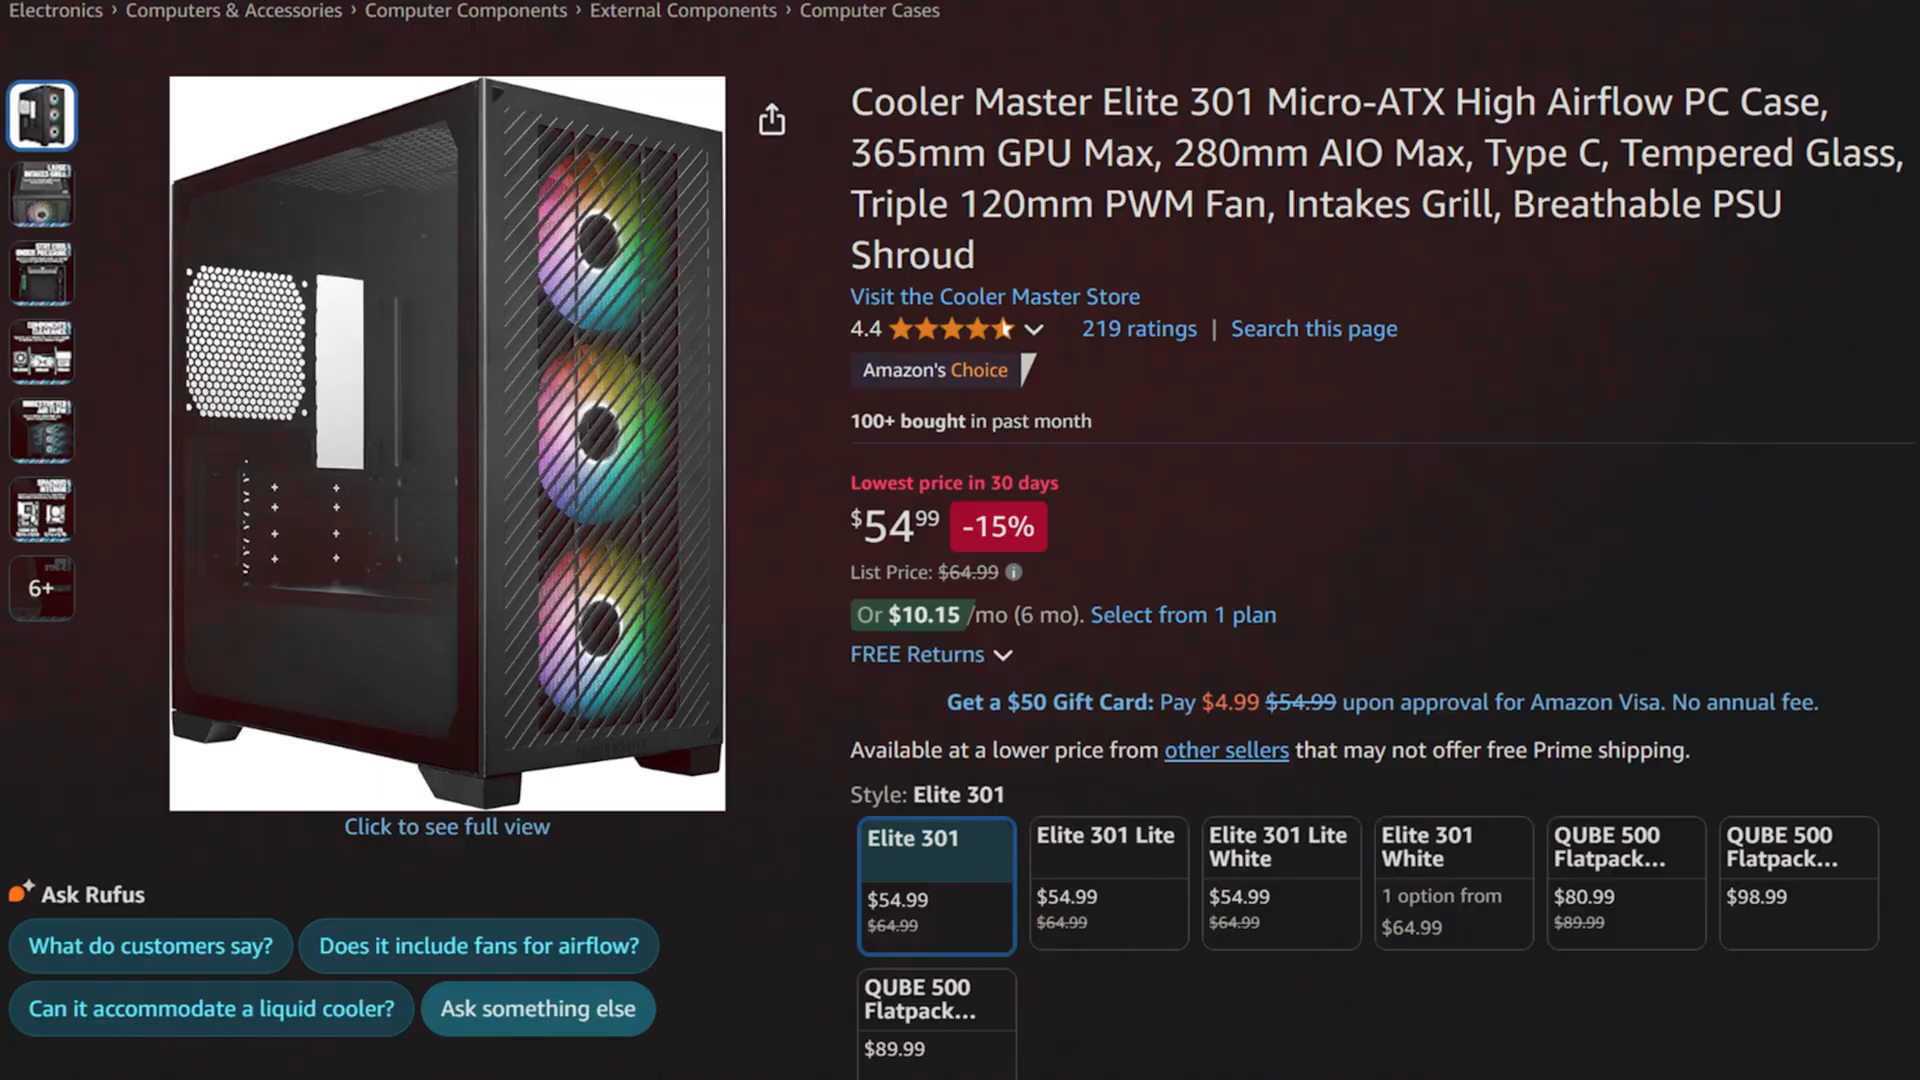 Electronics › Computers & Accessories › Computer Components › External Components › Computer Cases
Cooler Master Elite 301 Micro-ATX High Airflow PC Case,
365mm GPU Max, 280mm AIO Max, Type C, Tempered Glass,
Triple 120mm PWM Fan, Intakes Grill, Breathable PSU
Shroud
Visit the Cooler Master Store
4.4
219 ratings | Search this page
Amazon's Choice
100+ bought in past month
Lowest price in 30 days
$54.99 -15%
List Price: $64.99
Or $10.15 /mo (6 mo). Select from 1 plan
FREE Returns
Get a $50 Gift Card: Pay $4.99 $54.99 upon approval for Amazon Visa. No annual fee.
Available at a lower price from other sellers that may not offer free Prime shipping.
Style: Elite 301
Elite 301
$54.99
$64.99
Elite 301 Lite
$54.99
$64.99
Elite 301 Lite
White
$54.99
$64.99
Elite 301
White
1 option from
$64.99
QUBE 500
Flatpack...
$80.99
$89.99
QUBE 500
Flatpack...
$98.99
QUBE 500
Flatpack...
$89.99
6+
Click to see full view
Ask Rufus
What do customers say?
Does it include fans for airflow?
Can it accommodate a liquid cooler?
Ask something else